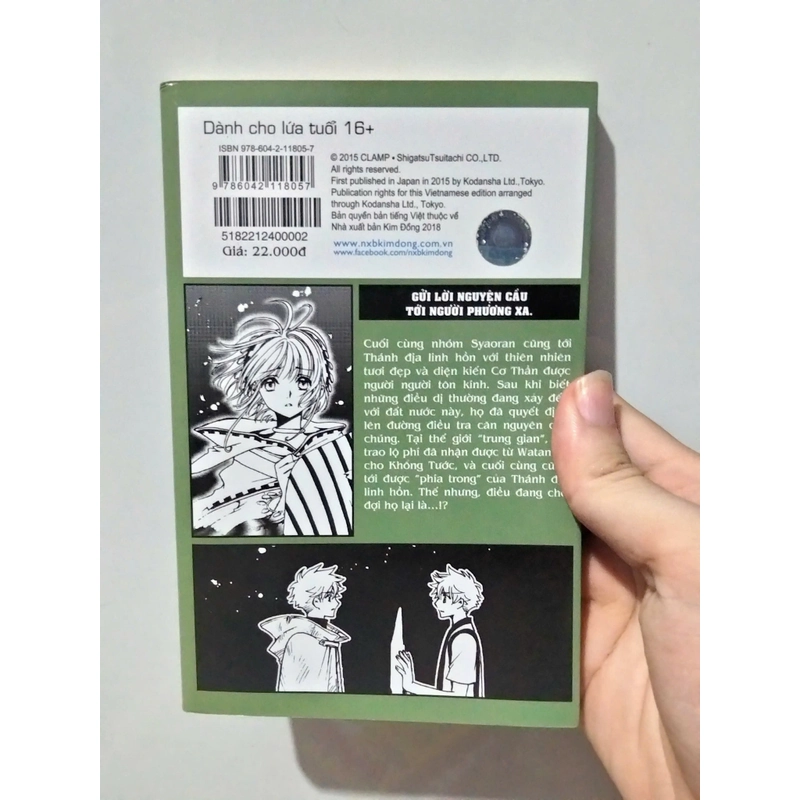 Dành cho lứa tuổi 16+
ISBN 978-604-2-11805-7
9 786042 118057
5182212400002
Giá: 22.000đ
© 2015 CLAMP • ShigatsuTsuitachi CO.,LTD.
All rights reserved.
First published in Japan in 2015 by Kodansha Ltd.,Tokyo.
Publication rights for this Vietnamese edition arranged
through Kodansha Ltd., Tokyo.
Bản quyền bản tiếng Việt thuộc về
Nhà xuất bản Kim Đồng 2018
www.nxbkimdong.com.vn
www.facebook.com/nxbkimdong
GỬI LỜI NGUYỆN CẦU
TỚI NGƯỜI PHƯƠNG XA.
Cuối cùng nhóm Syaoran cũng tới
Thánh địa linh hồn với thiên nhiên
tươi đẹp và diện kiến Cơ Thần được
người người tôn kính. Sau khi biết
những điều dị thường đang xảy
với đất nước này, họ đã quyết
lên đường điều tra căn nguyên
chúng. Tại thế giới “trung gian”,
trao lộ phí đã nhận được từ
cho Khổng Tước, và cuối cùng
tới được “phía trong” của Thánh
linh hồn. Thế nhưng, điều đang
đợi họ lại là...!?